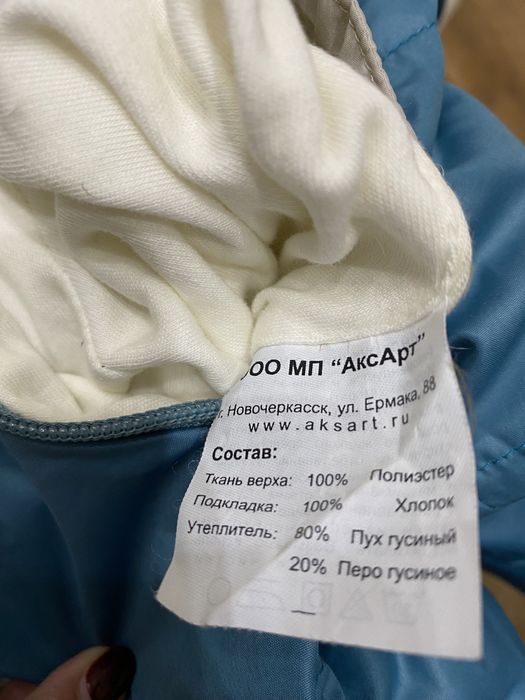 ООО МП "АксАрт"
г. Новочеркасск, ул. Ермака, 88
www.aksart.ru
Состав:
Ткань верха: 100% Полиэстер
Подкладка: 100% Хлопок
Утеплитель: 80% Пух гусиный
20% Перо гусиное